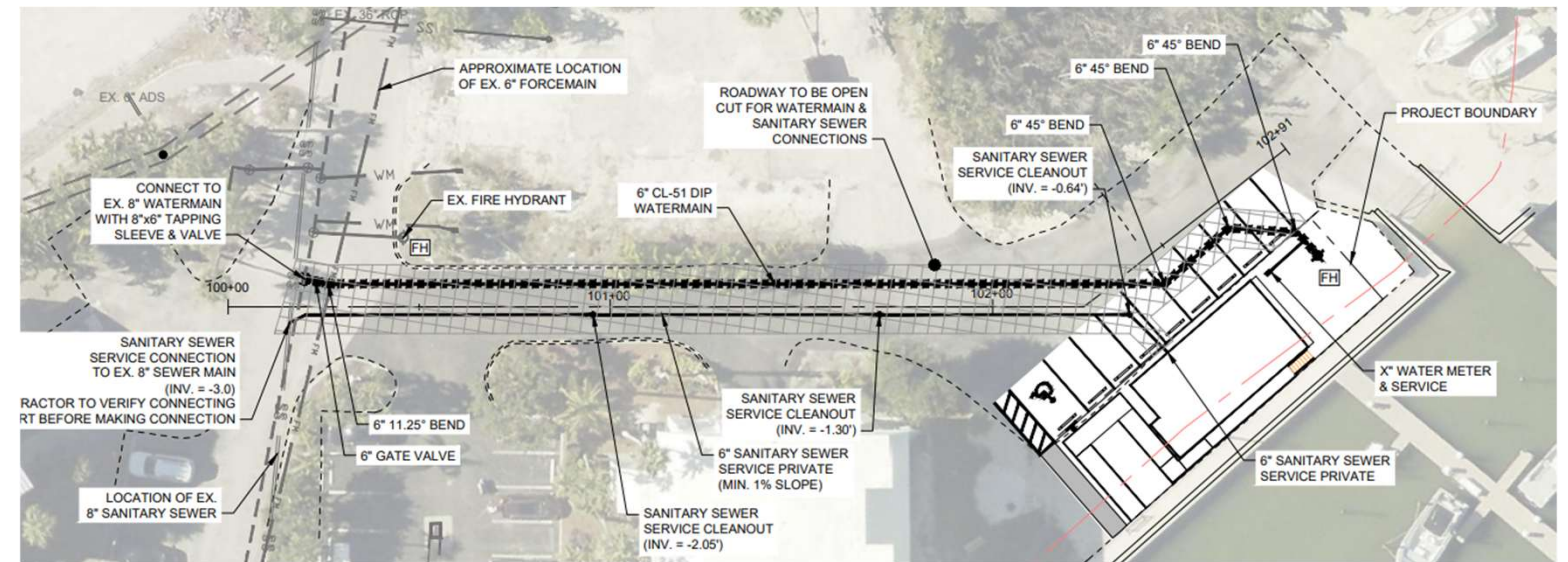 EX. 36" RCP
SS
FM
APPROXIMATE LOCATION
OF EX. 6" FORCEMAIN
EX. 6" ADS
ROADWAY TO BE OPEN
CUT FOR WATERMAIN &
SANITARY SEWER
CONNECTIONS
6" 45° BEND
6" 45° BEND
6" 45° BEND
PROJECT BOUNDARY
102+91
SANITARY SEWER
SERVICE CLEANOUT
(INV. = -0.64')
CONNECT TO
EX. 8" WATERMAIN
WITH 8"x6" TAPPING
SLEEVE & VALVE
WM
WM
EX. FIRE HYDRANT
FH
6" CL-51 DIP
WATERMAIN
FH
100+00
101+00
102+00
SANITARY SEWER
SERVICE CONNECTION
TO EX. 8" SEWER MAIN
(INV. = -3.0)
RACTOR TO VERIFY CONNECTING
RT BEFORE MAKING CONNECTION
6" 11.25° BEND
6" GATE VALVE
LOCATION OF EX.
8" SANITARY SEWER
SANITARY SEWER
SERVICE CLEANOUT
(INV. = -1.30')
6" SANITARY SEWER
SERVICE PRIVATE
(MIN. 1% SLOPE)
SANITARY SEWER
SERVICE CLEANOUT
(INV. = -2.05')
X" WATER METER
& SERVICE
6" SANITARY SEWER
SERVICE PRIVATE